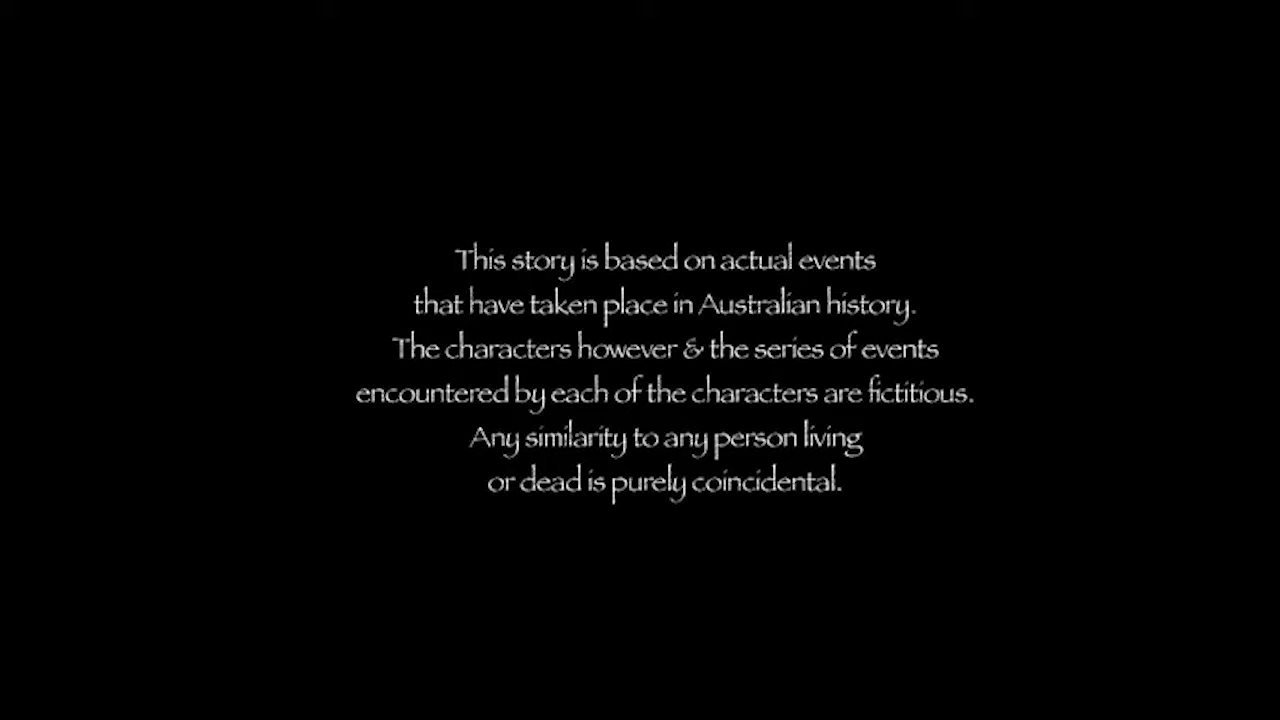 This story is based on actual events
that have taken place in Australian history.
The characters however & the series of events
encountered by each of the characters are fictitious.
Any similarity to any person living
or dead is purely coincidental.